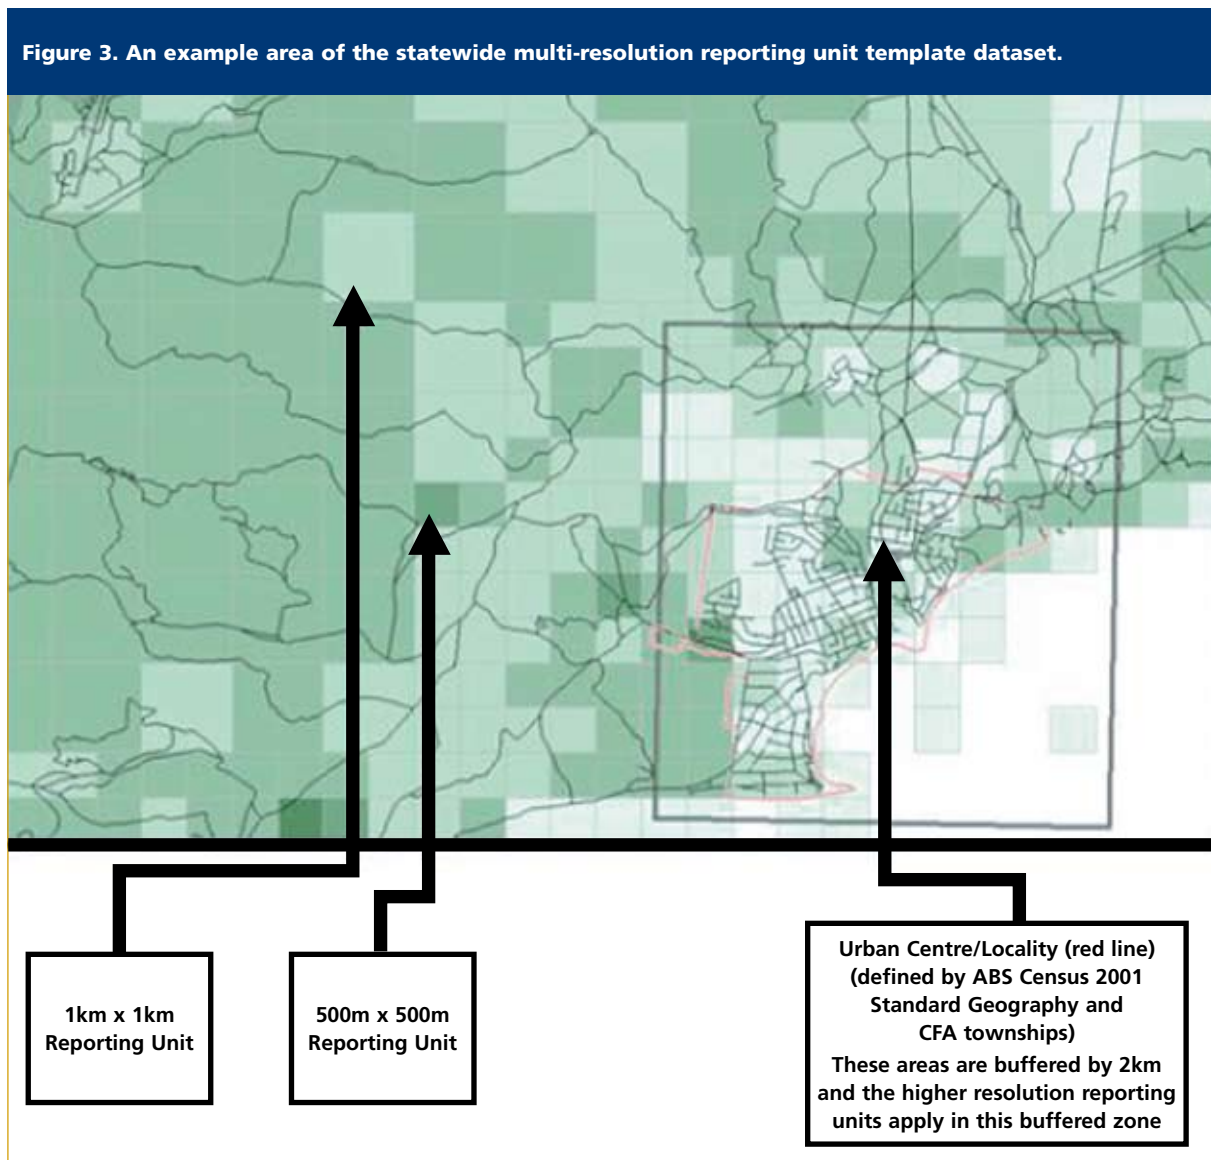 Figure 3. An example area of the statewide multi-resolution reporting unit template dataset.
1km x 1km
Reporting Unit
500m x 500m
Reporting Unit
Urban Centre/Locality (red line)
(defined by ABS Census 2001
Standard Geography and
CFA townships)
These areas are buffered by 2km
and the higher resolution reporting
units apply in this buffered zone